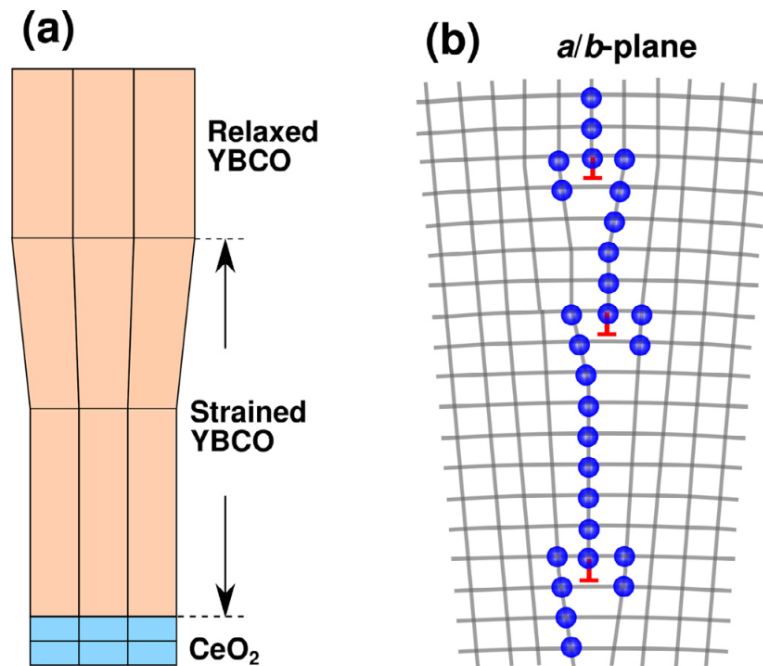 (a)
Relaxed
YBCO
Strained
YBCO
CeO₂
(b)
a/b-plane